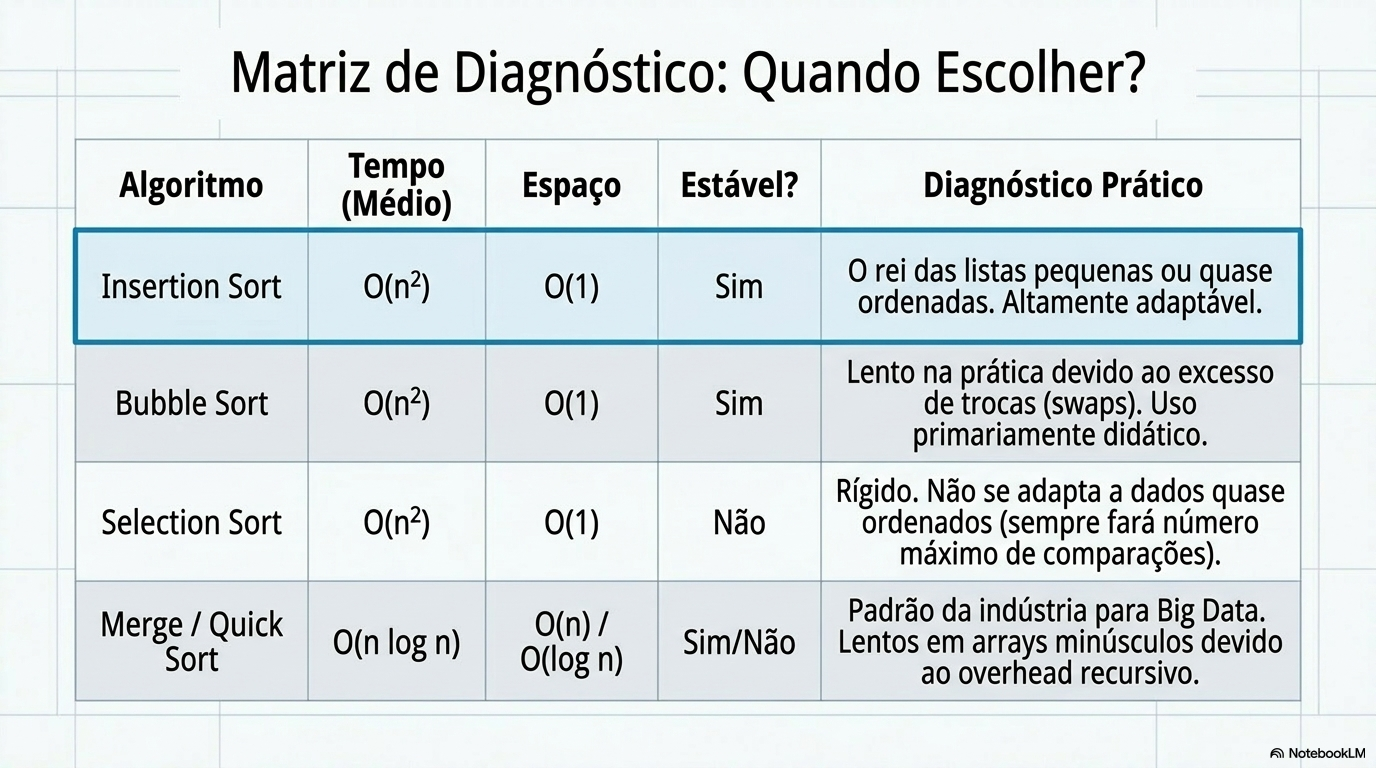 Matriz de Diagnóstico: Quando Escolher?
Algoritmo
Tempo
(Médio)
Espaço
Estável?
Diagnóstico Prático
Insertion Sort
O(n²)
O(1)
Sim
O rei das listas pequenas ou quase
ordenadas. Altamente adaptável.
Bubble Sort
O(n²)
O(1)
Sim
Lento na prática devido ao excesso
de trocas (swaps). Uso
primariamente didático.
Selection Sort
O(n²)
O(1)
Não
Rígido. Não se adapta a dados quase
ordenados (sempre fará número
máximo de comparações).
Merge / Quick
Sort
O(n log n)
O(n) /
O(log n)
Sim/Não
Padrão da indústria para Big Data.
Lentos em arrays minúsculos devido
ao overhead recursivo.
NotebookLM